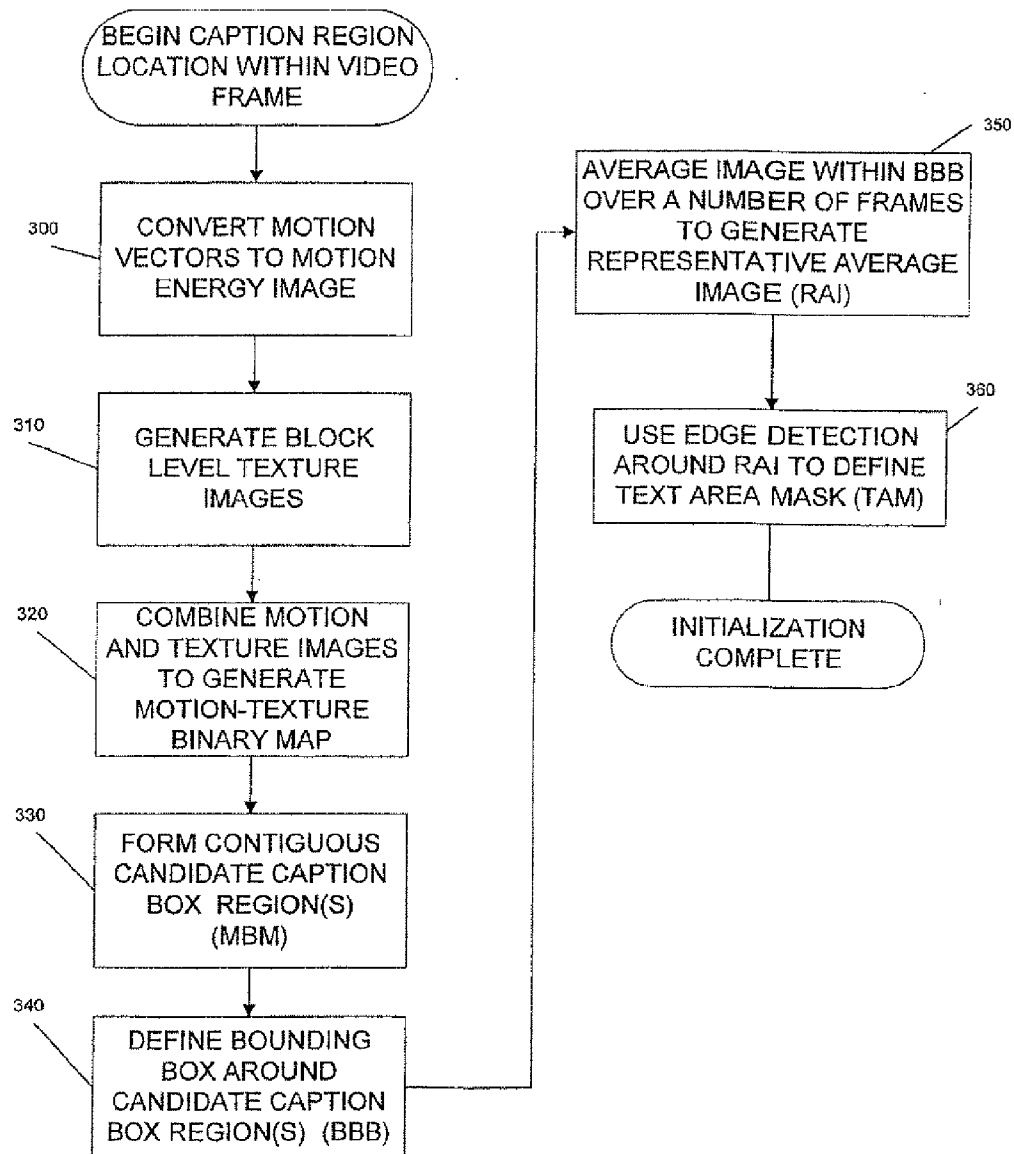 BEGIN CAPTION REGION
LOCATION WITHIN VIDEO
FRAME
300
CONVERT MOTION
VECTORS TO MOTION
ENERGY IMAGE
310
GENERATE BLOCK
LEVEL TEXTURE
IMAGES
320
COMBINE MOTION
AND TEXTURE IMAGES
TO GENERATE
MOTION-TEXTURE
BINARY MAP
330
FORM CONTIGUOUS
CANDIDATE CAPTION
BOX REGION(S)
(MBM)
340
DEFINE BOUNDING
BOX AROUND
CANDIDATE CAPTION
BOX REGION(S) (BBB)
350
AVERAGE IMAGE WITHIN BBB
OVER A NUMBER OF FRAMES
TO GENERATE
REPRESENTATIVE AVERAGE
IMAGE (RAI)
360
USE EDGE DETECTION
AROUND RAI TO DEFINE
TEXT AREA MASK (TAM)
INITIALIZATION
COMPLETE